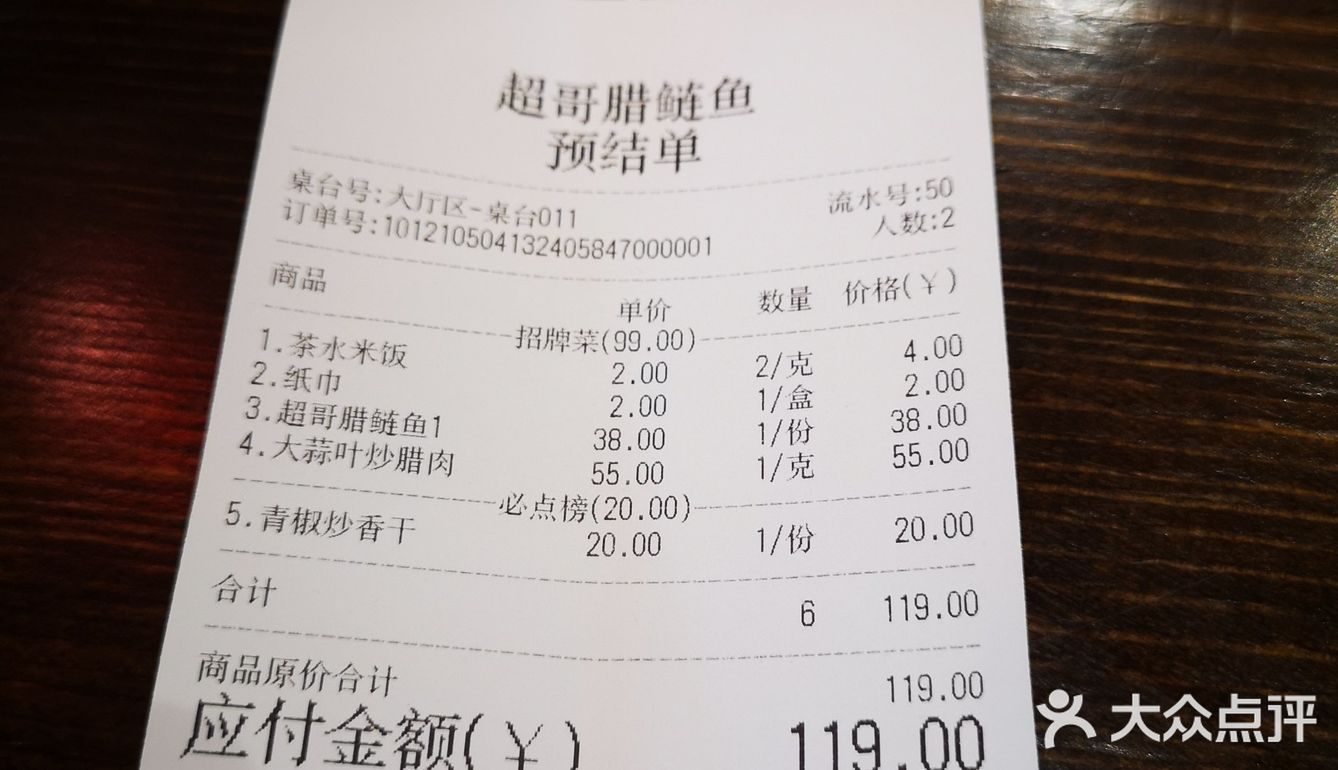 超哥腊鲢鱼
预结单
桌台号:大厅区-桌台011 流水号:50
订单号:101210504132405847000001 人数:2
商品 单价 数量 价格(￥)
招牌菜(99.00)
1.茶水米饭 2.00 2/克 4.00
2.纸巾 2.00 1/盒 2.00
3.超哥腊鲢鱼1 38.00 1/份 38.00
4.大蒜叶炒腊肉 55.00 1/克 55.00
必点榜(20.00)
5.青椒炒香干 20.00 1/份 20.00
合计 6 119.00
商品原价合计 119.00
应付金额(￥) 119.00
大众点评